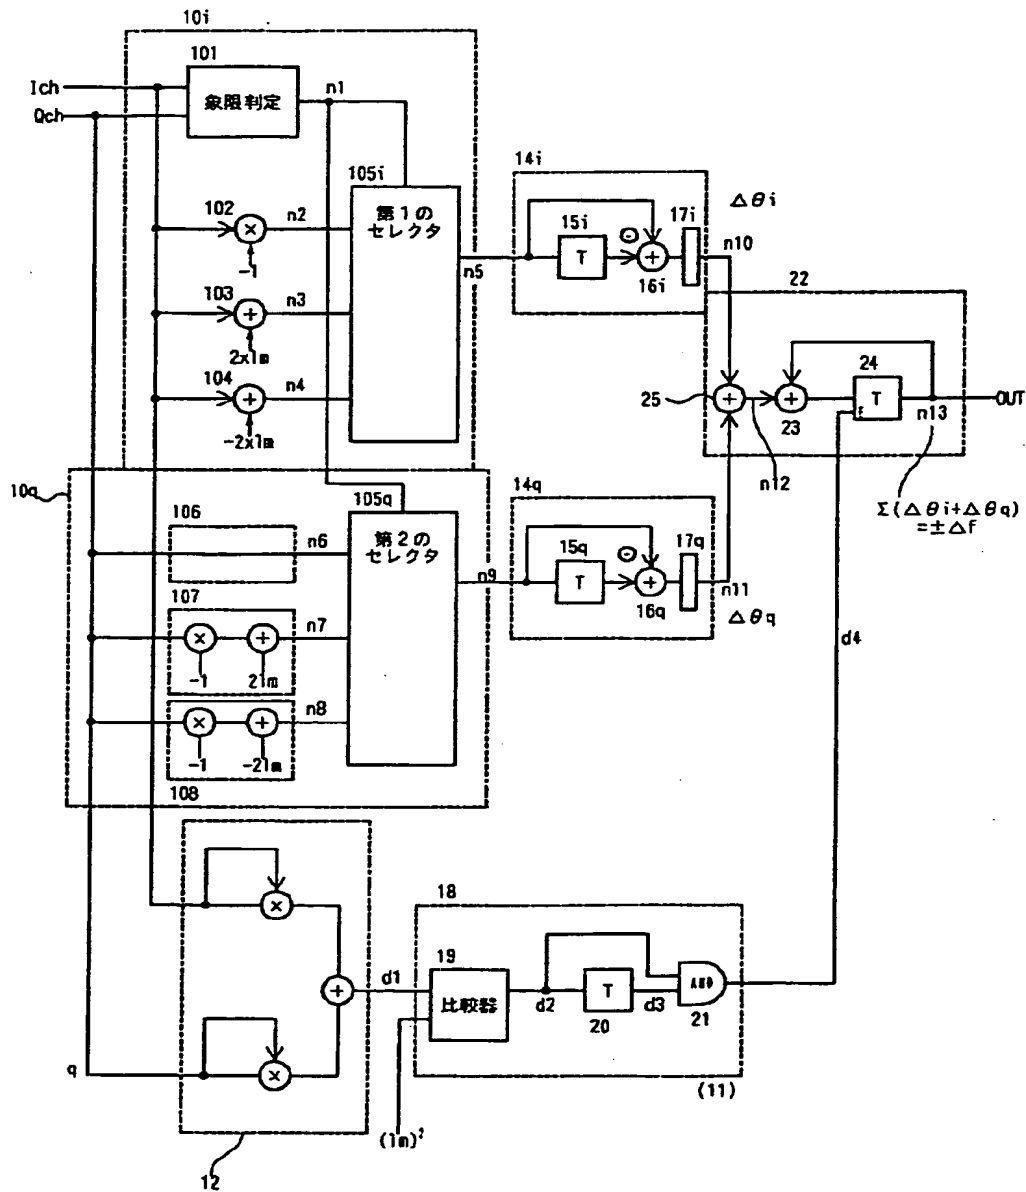 10i
101
Ich
象限判定
n1
Qch
105i
第1の
セレクタ
102
×
n2
-1
103
+
n3
2x1m
104
+
n4
-2x1m
n5
14i
15i
T
⊖
+
16i
17i
Δθi
n10
22
25
+
n12
+
23
24
T
n13
OUT
Σ(Δθi+Δθq)
=±Δf
10q
105q
第2の
セレクタ
106
n6
107
×
+
n7
-1
21m
×
+
n8
-1
-21m
108
n9
14q
15q
T
⊖
+
16q
17q
n11
Δθq
d4
×
+
d1
×
q
12
18
19
比較器
(1m)²
d2
T
20
d3
AND
21
(11)